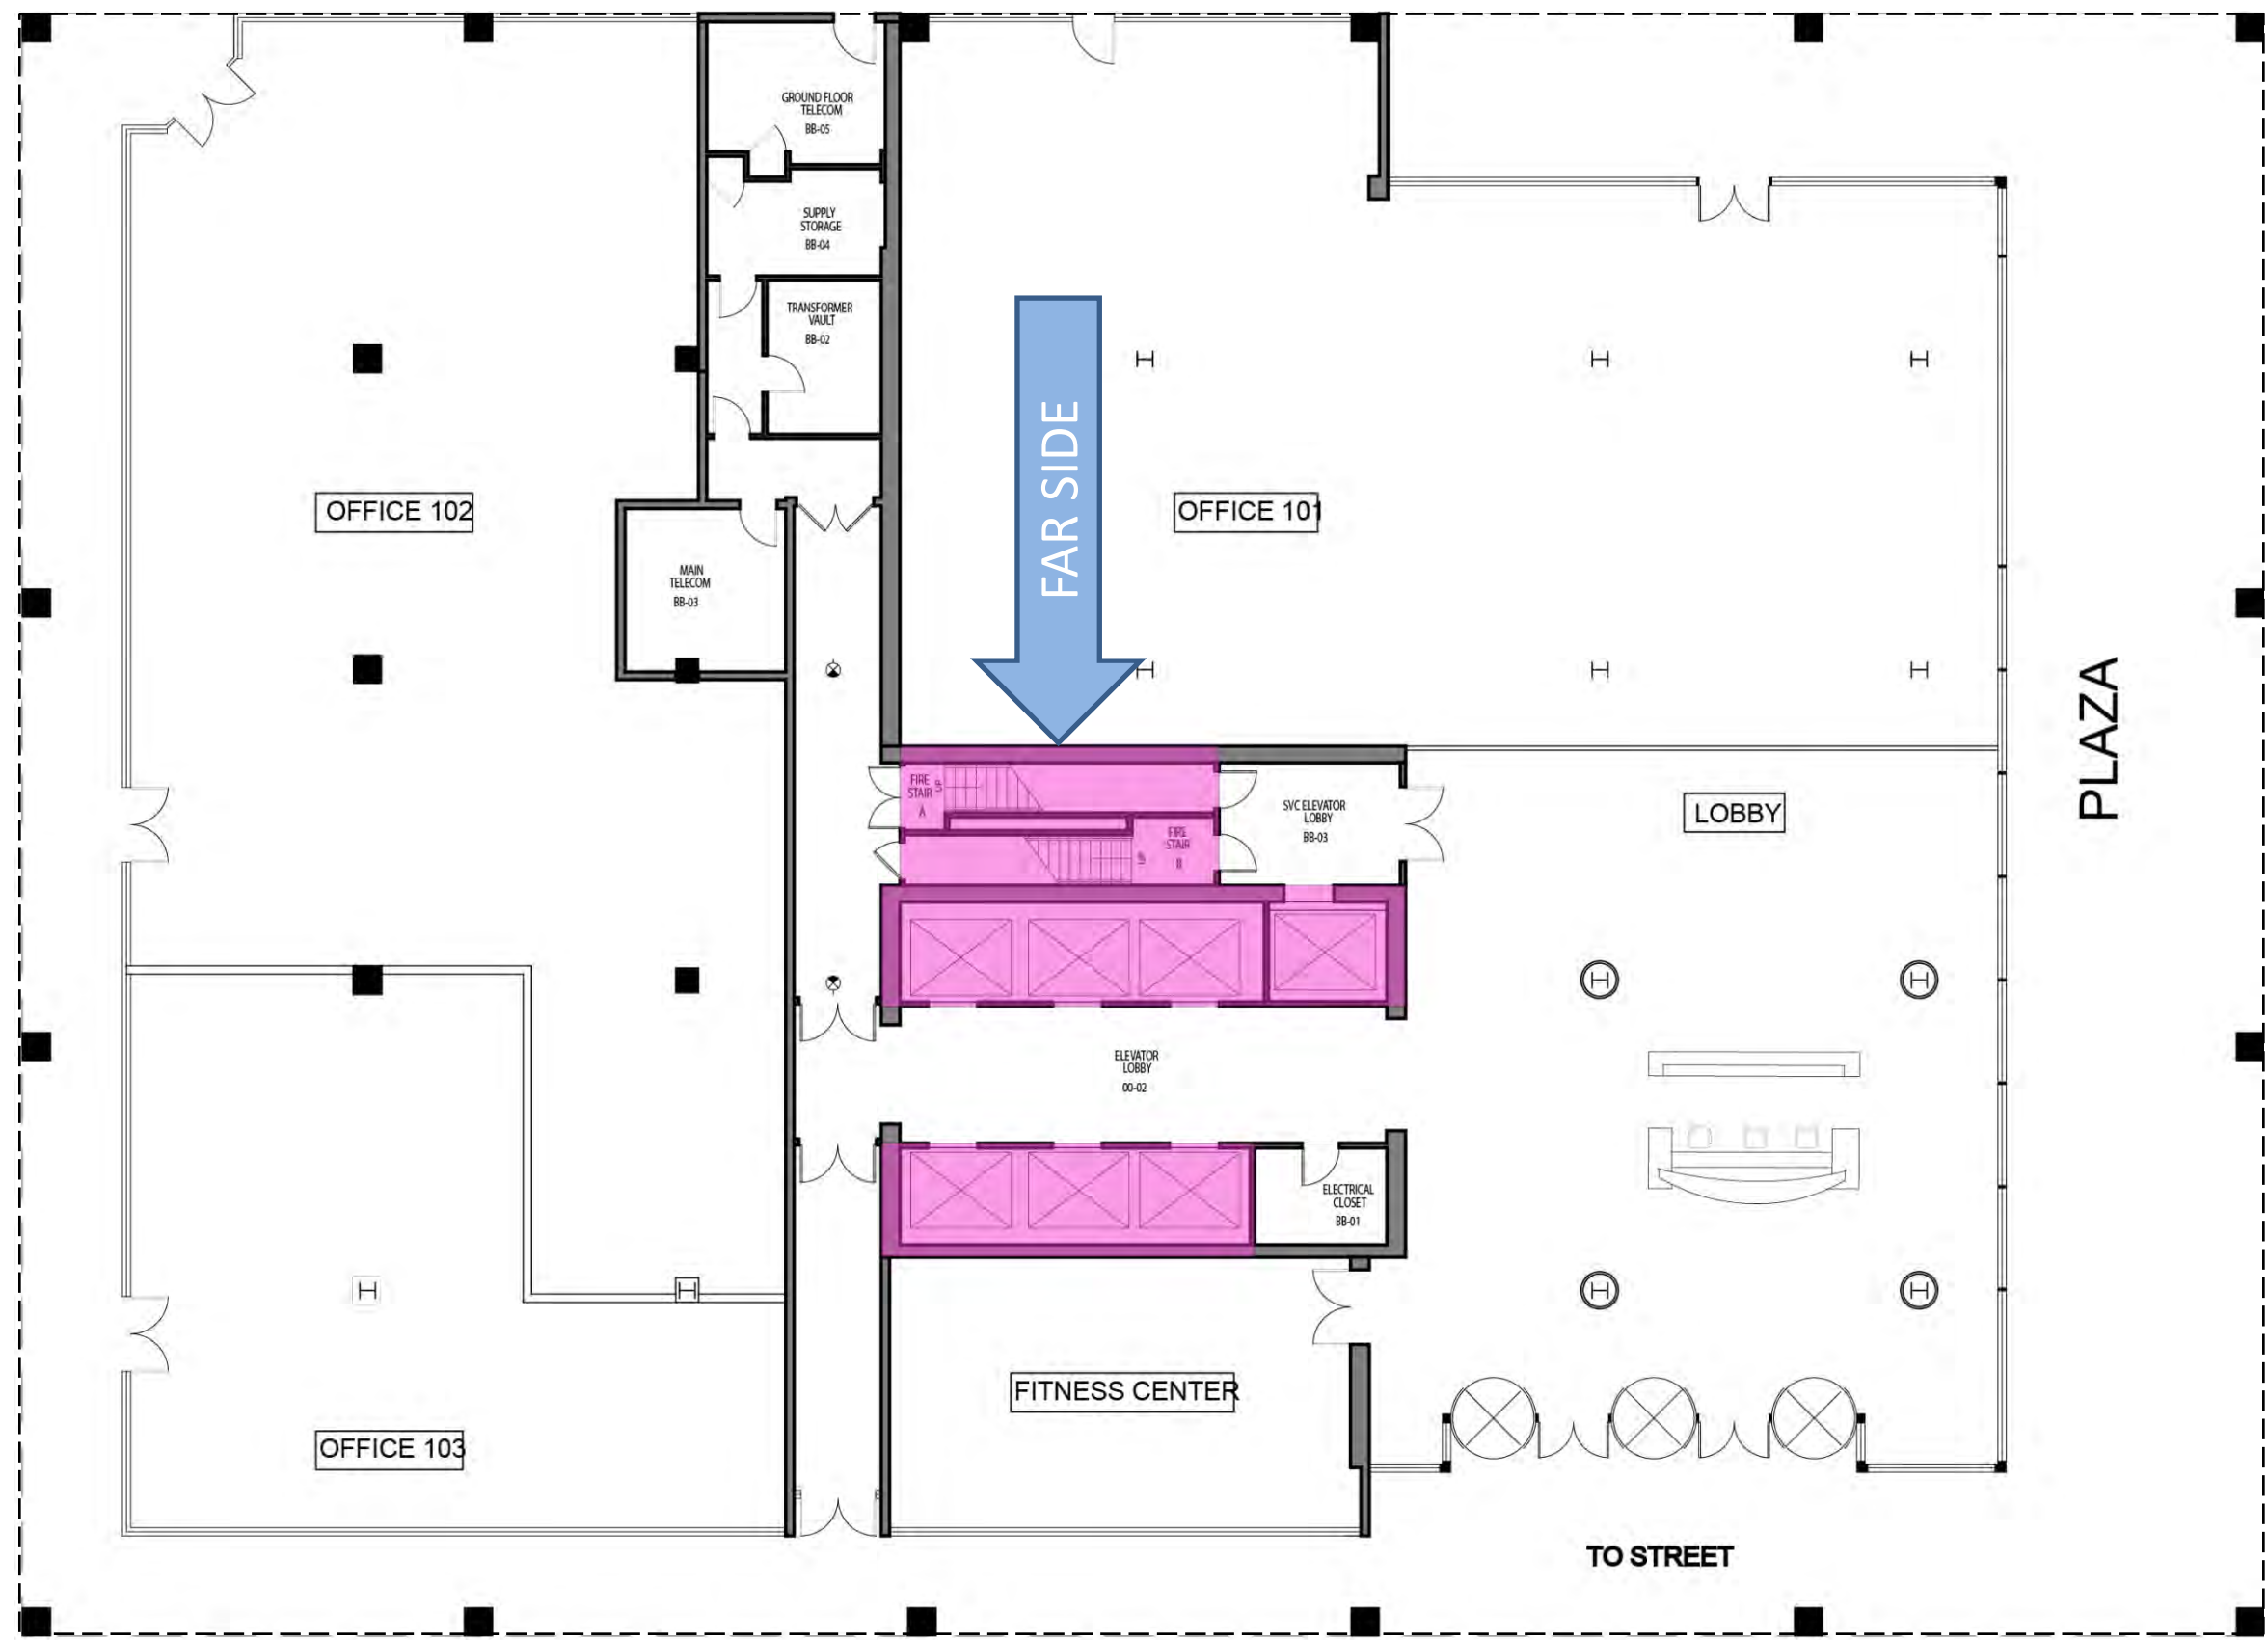 GROUND FLOOR
TELECOM
BB-05
SUPPLY
STORAGE
BB-04
TRANSFORMER
VAULT
BB-02
FAR SIDE
OFFICE 102
OFFICE 101
MAIN
TELECOM
BB-03
PLAZA
FIRE
STAIR
A
UP
SVC ELEVATOR
LOBBY
BB-03
LOBBY
FIRE
STAIR
B
UP
ELEVATOR
LOBBY
00-02
ELECTRICAL
CLOSET
BB-01
FITNESS CENTER
OFFICE 103
TO STREET